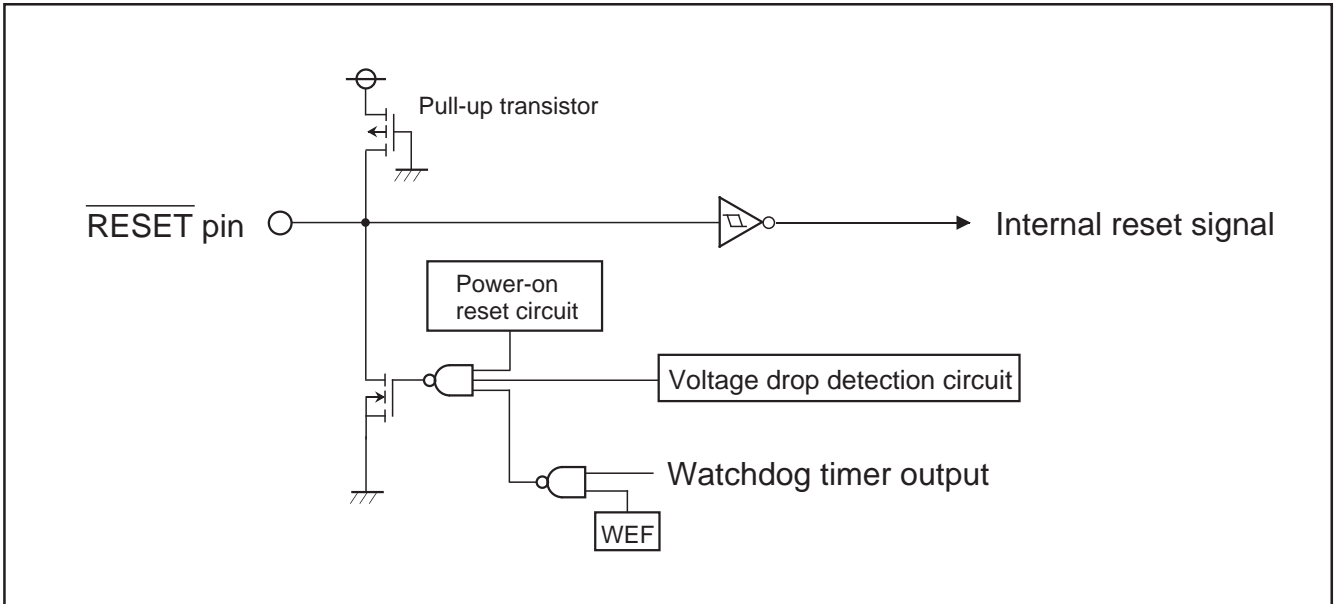 Pull-up transistor
RESET pin
Internal reset signal
Power-on
reset circuit
Voltage drop detection circuit
Watchdog timer output
WEF